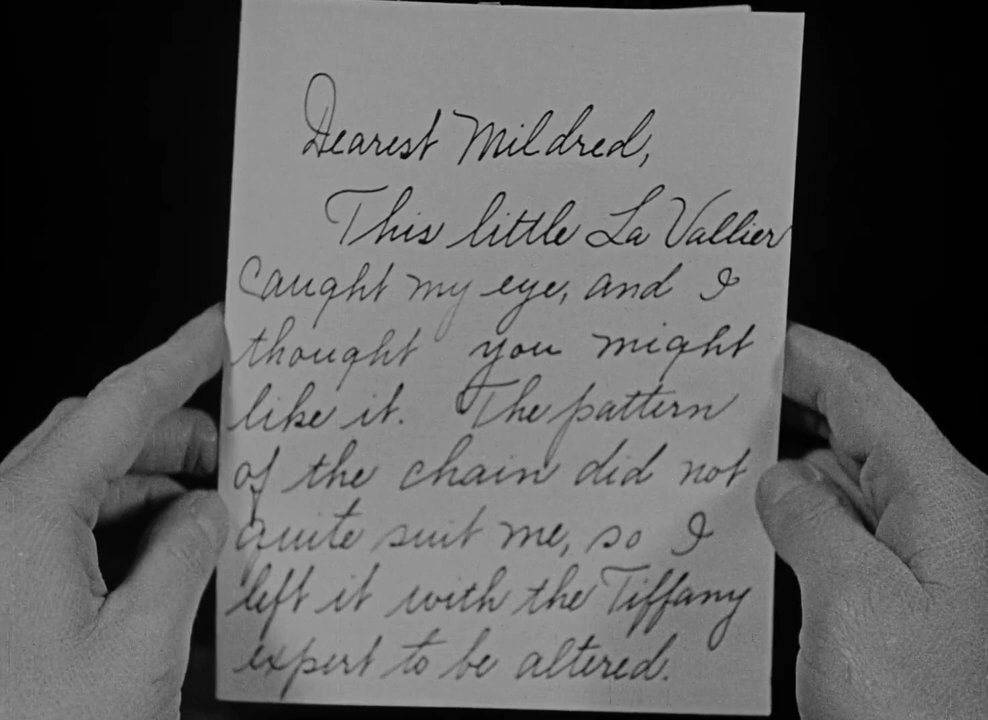 Dearest Mildred,
This little La Vallier
caught my eye, and I
thought you might
like it. The pattern
of the chain did not
quite suit me, so I
left it with the Tiffany
expert to be altered.